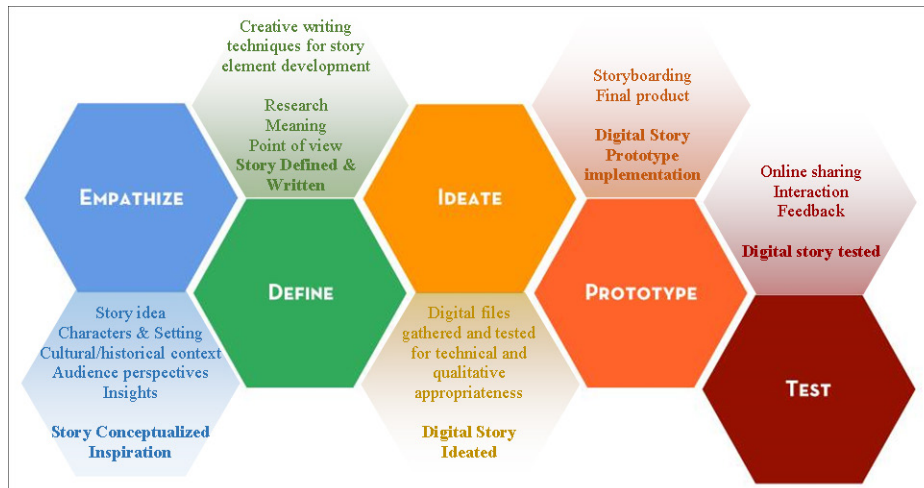 EMPATHIZE
Story idea
Characters & Setting
Cultural/historical context
Audience perspectives
Insights
Story Conceptualized
Inspiration
Creative writing
techniques for story
element development
Research
Meaning
Point of view
Story Defined &
Written
DEFINE
IDEATE
Digital files
gathered and tested
for technical and
qualitative
appropriateness
Digital Story
Ideated
Storyboarding
Final product
Digital Story
Prototype
implementation
PROTOTYPE
Online sharing
Interaction
Feedback
Digital story tested
TEST